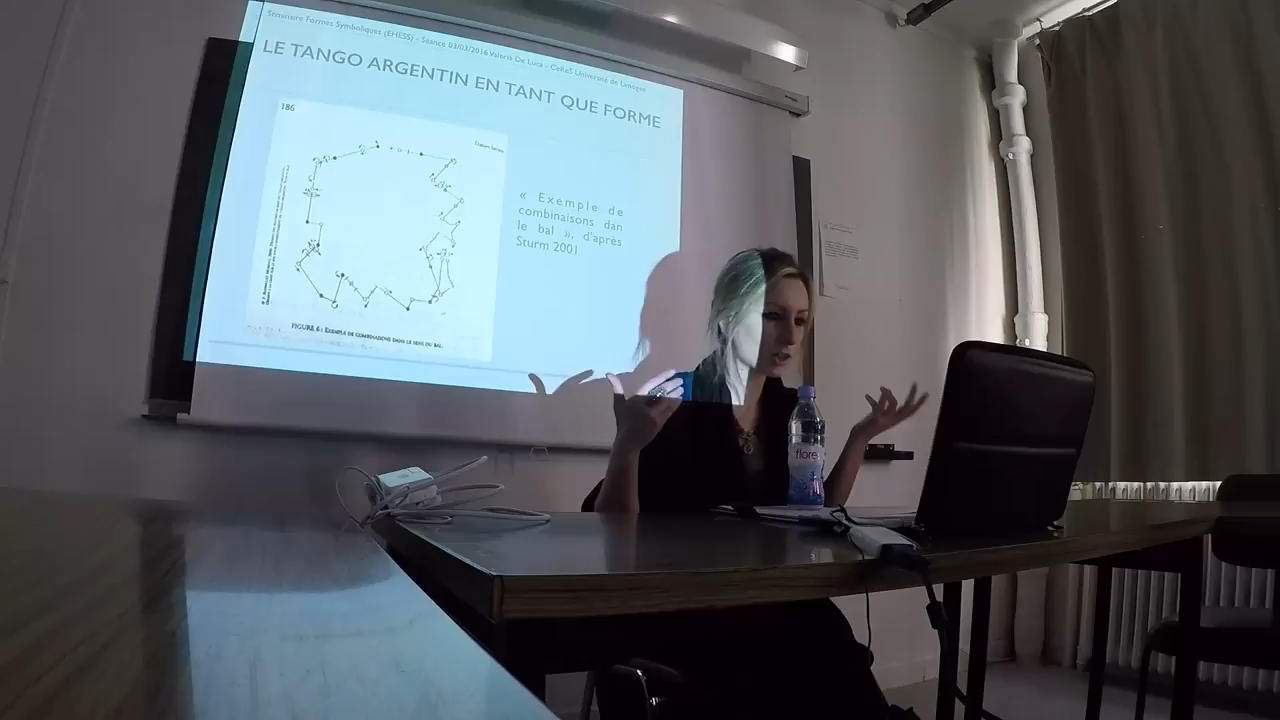 Séminaire Formes Symboliques (EHESS) - Séance 03/03/2016 Valeria De Luca - CeReS Université de Limoges
LE TANGO ARGENTIN EN TANT QUE FORME
186
« Exemple de
combinaisons dan
le bal », d'après
Sturm 2001
FIGURE 6 : EXEMPLE DE COMBINAISONS DANS LE SENS DU BAL.